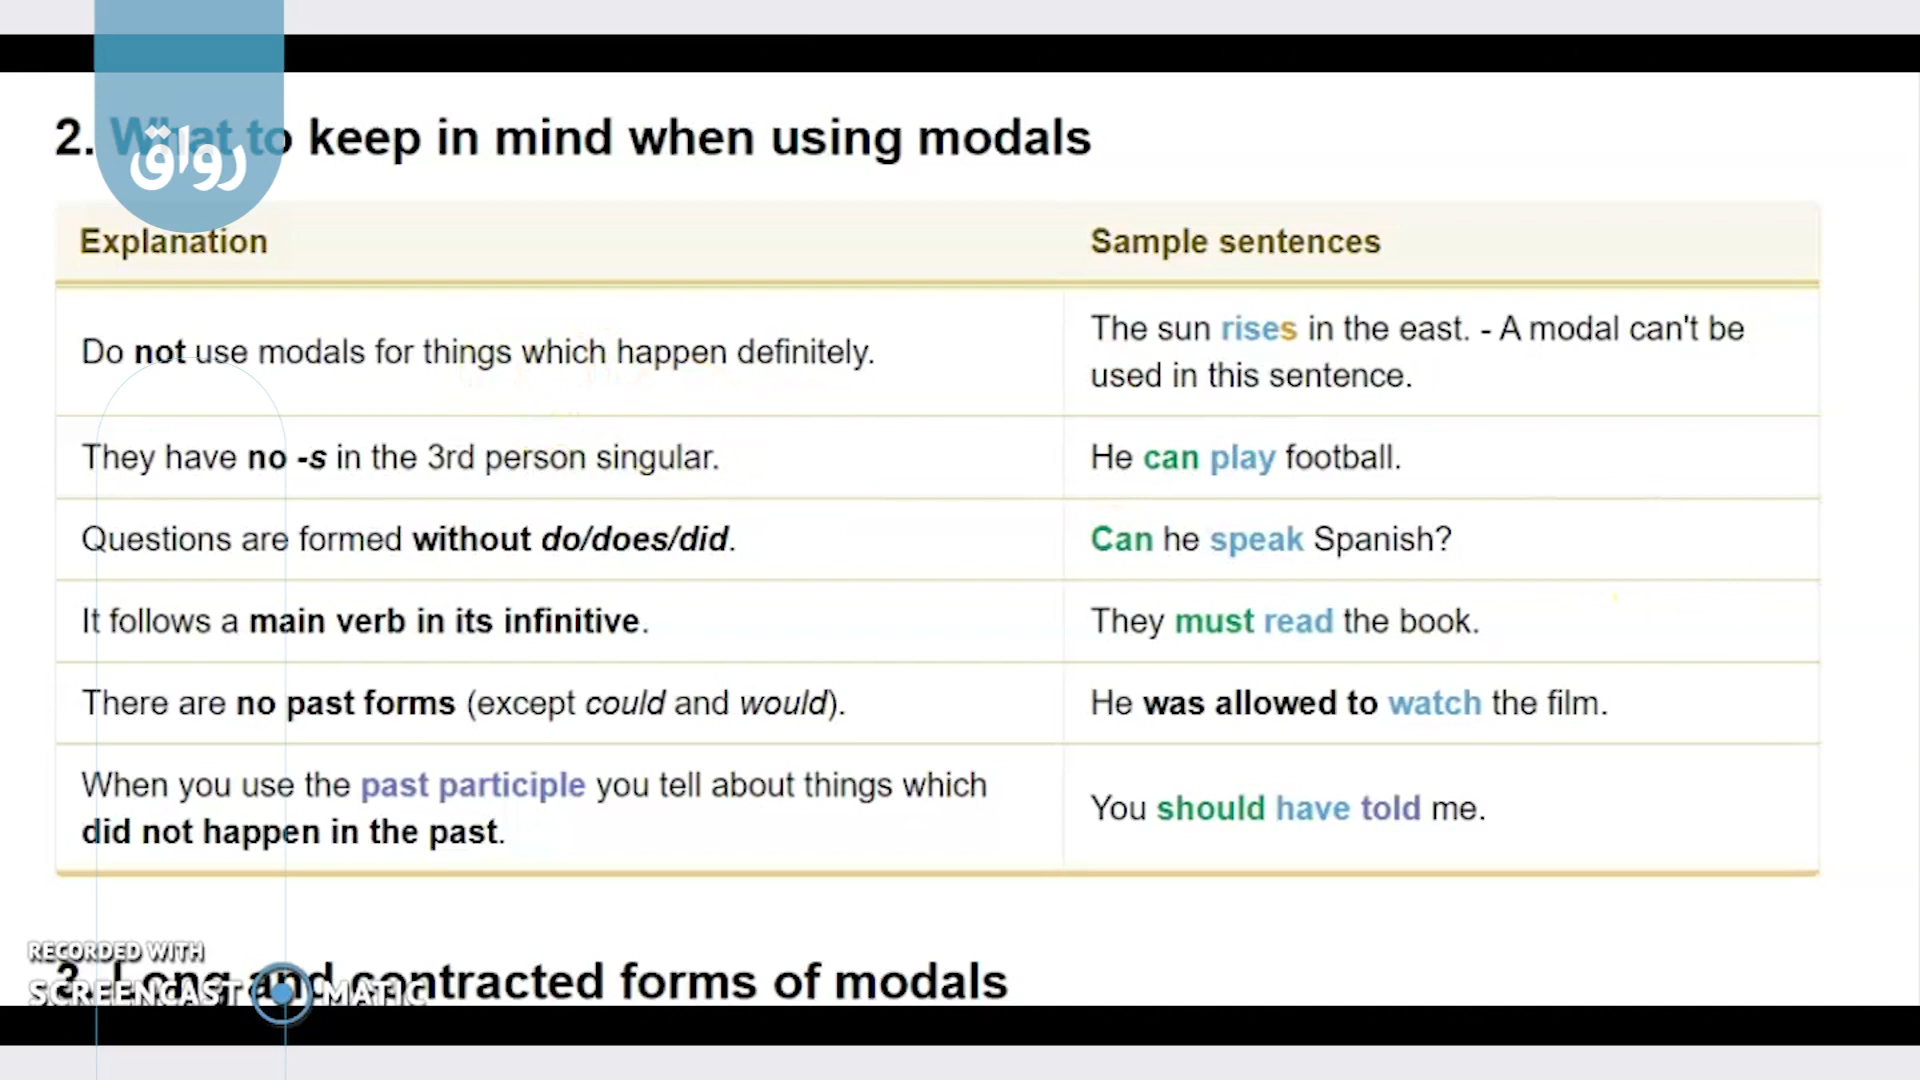 رواق
2. What to keep in mind when using modals
Explanation
Sample sentences
Do not use modals for things which happen definitely.
The sun rises in the east. - A modal can't be
used in this sentence.
They have no -s in the 3rd person singular.
He can play football.
Questions are formed without do/does/did.
Can he speak Spanish?
It follows a main verb in its infinitive.
They must read the book.
There are no past forms (except could and would).
He was allowed to watch the film.
When you use the past participle you tell about things which
did not happen in the past.
You should have told me.
3. Long and contracted forms of modals
RECORDED WITH
SCREENCAST MATIC